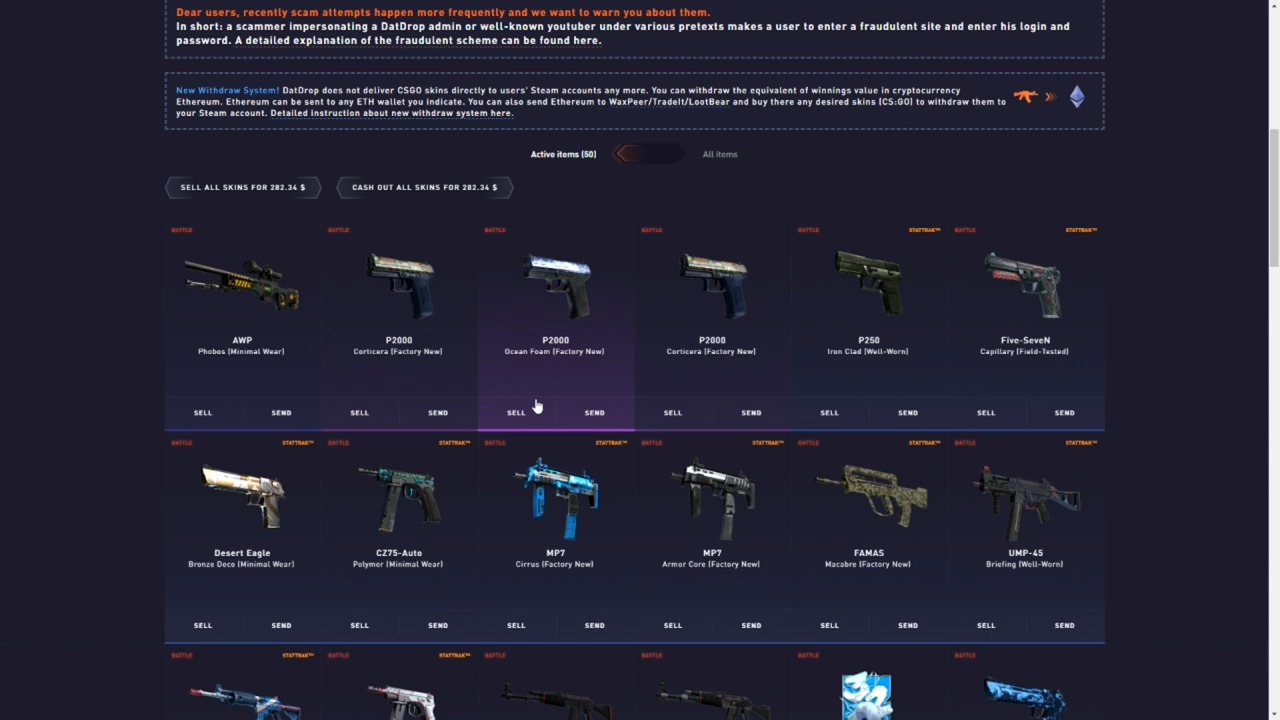 Dear users, recently scam attempts happen more frequently and we want to warn you about them.
In short: a scammer impersonating a DatDrop admin or well-known youtuber under various pretexts makes a user to enter a fraudulent site and enter his login and
password. A detailed explanation of the fraudulent scheme can be found here.
New Withdraw System! DatDrop does not deliver CSGO skins directly to users' Steam accounts any more. You can withdraw the equivalent of winnings value in cryptocurrency
Ethereum. Ethereum can be sent to any ETH wallet you indicate. You can also send Ethereum to WaxPeer/TradeIt/LootBear and buy there any desired skins (CS:GO) to withdraw them to
your Steam account. Detailed instruction about new withdraw system here.
Active items (50) All items
SELL ALL SKINS FOR 282.34 $ CASH OUT ALL SKINS FOR 282.34 $
BATTLE BATTLE BATTLE BATTLE BATTLE STATTRAK™ BATTLE STATTRAK™
AWP P2000 P2000 P2000 P250 Five-SeveN
Phobos (Minimal Wear) Corticera (Factory New) Ocean Foam (Factory New) Corticera (Factory New) Iron Clad (Well-Worn) Capillary (Field-Tested)
SELL SEND SELL SEND SELL SEND SELL SEND SELL SEND SELL SEND
BATTLE STATTRAK™ BATTLE STATTRAK™ BATTLE STATTRAK™ BATTLE STATTRAK™ BATTLE STATTRAK™ BATTLE STATTRAK™
Desert Eagle CZ75-Auto MP7 MP7 FAMAS UMP-45
Bronze Deco (Minimal Wear) Polymer (Minimal Wear) Cirrus (Factory New) Armor Core (Factory New) Macabre (Factory New) Briefing (Well-Worn)
SELL SEND SELL SEND SELL SEND SELL SEND SELL SEND SELL SEND
BATTLE STATTRAK™ BATTLE STATTRAK™ BATTLE BATTLE BATTLE BATTLE